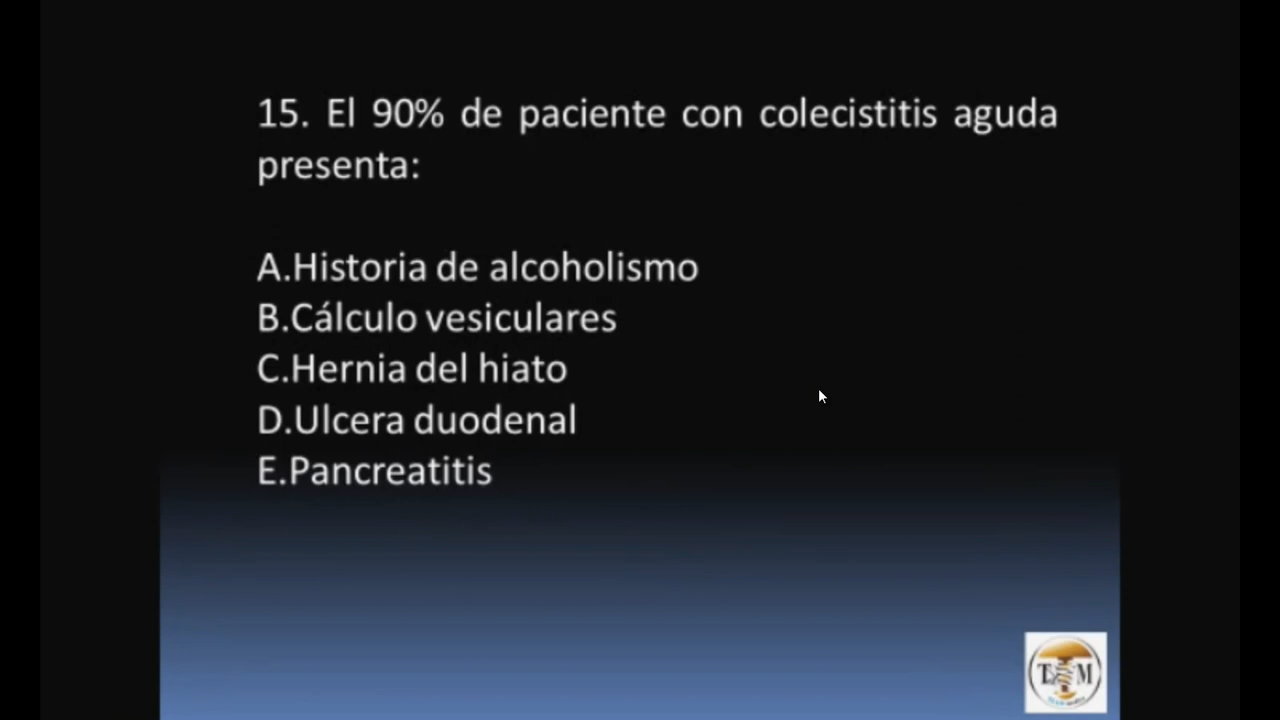 15. El 90% de paciente con colecistitis aguda
presenta:
A.Historia de alcoholismo
B.Cálculo vesiculares
C.Hernia del hiato
D.Ulcera duodenal
E.Pancreatitis